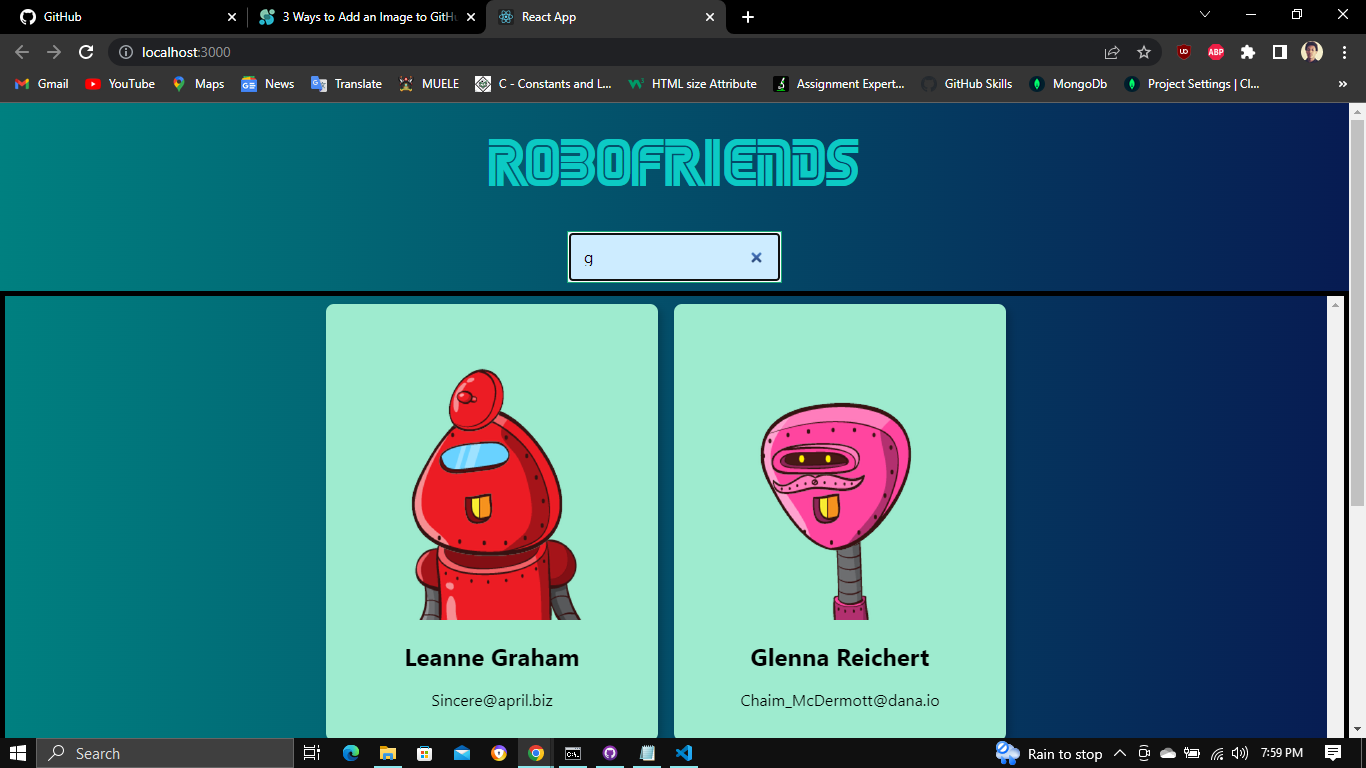 GitHub
3 Ways to Add an Image to GitHu
React App
localhost:3000
UD
ABP
Gmail
YouTube
Maps
News
Translate
MUELE
C - Constants and L...
HTML size Attribute
Assignment Expert...
GitHub Skills
MongoDb
Project Settings | Cl...
»
ROBOFRIENDS
g
Leanne Graham
Glenna Reichert
Sincere@april.biz
Chaim_McDermott@dana.io
Search
Rain to stop
7:59 PM